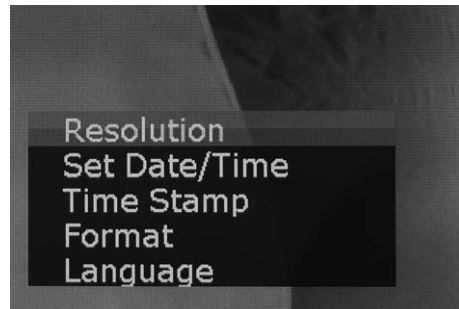 Resolution
Set Date/Time
Time Stamp
Format
Language